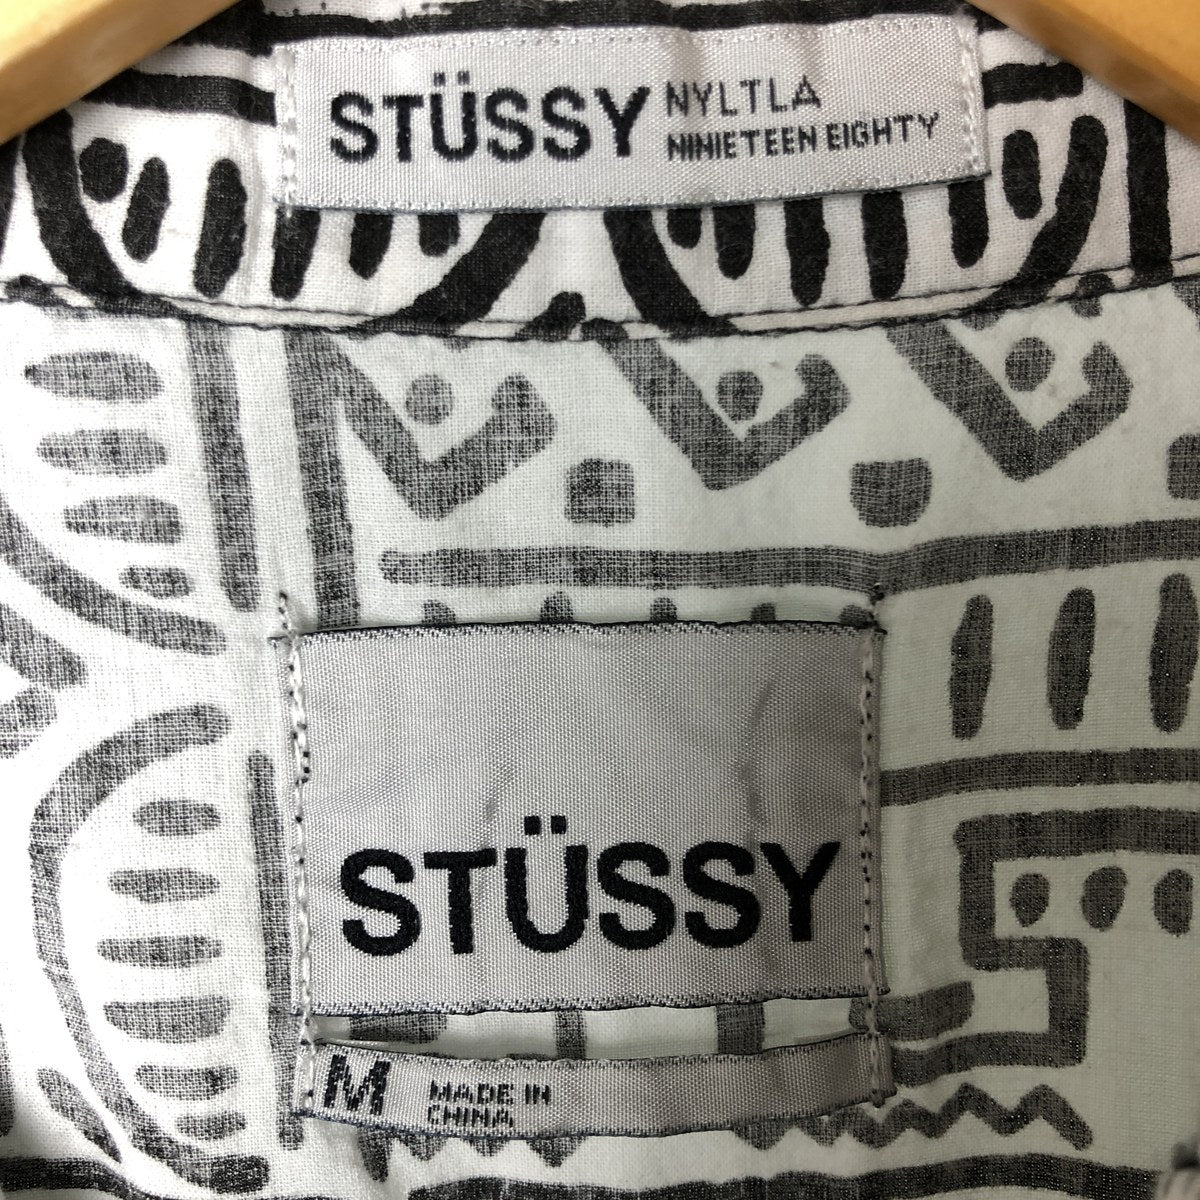 STÜSSY NYLTLA
NINIETEEN EIGHTY
STÜSSY
M MADE IN
CHINA